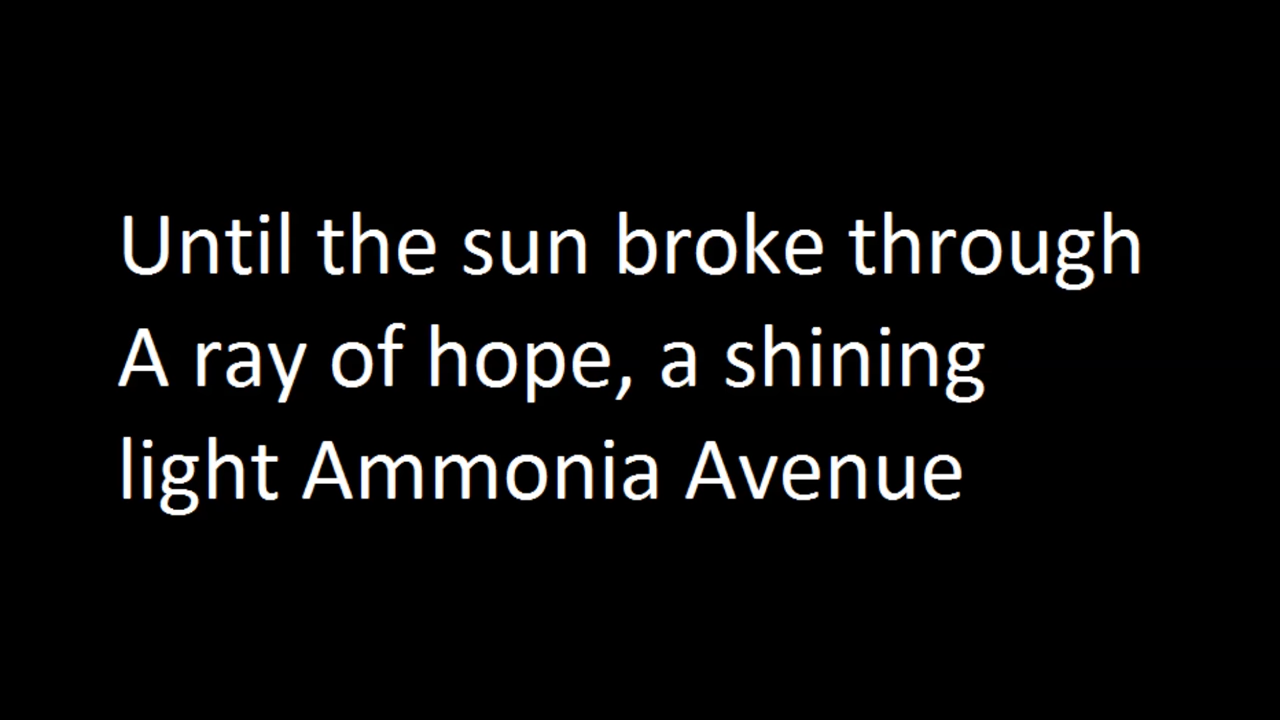 Until the sun broke through
A ray of hope, a shining
light Ammonia Avenue